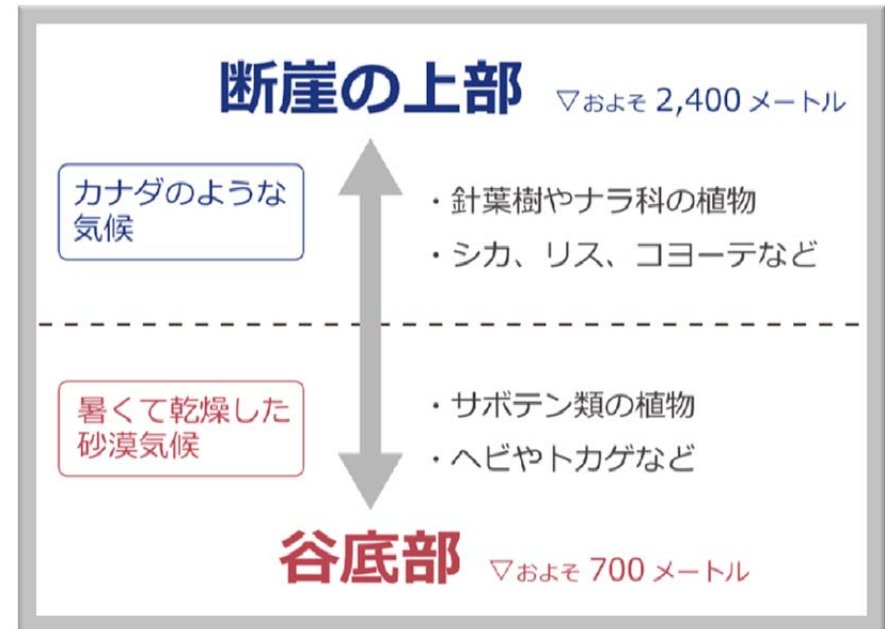 断崖の上部 ▽およそ 2,400 メートル
カナダのような
気候
・針葉樹やナラ科の植物
・シカ、リス、コヨーテなど
暑くて乾燥した
砂漠気候
・サボテン類の植物
・ヘビやトカゲなど
谷底部 ▽およそ 700 メートル